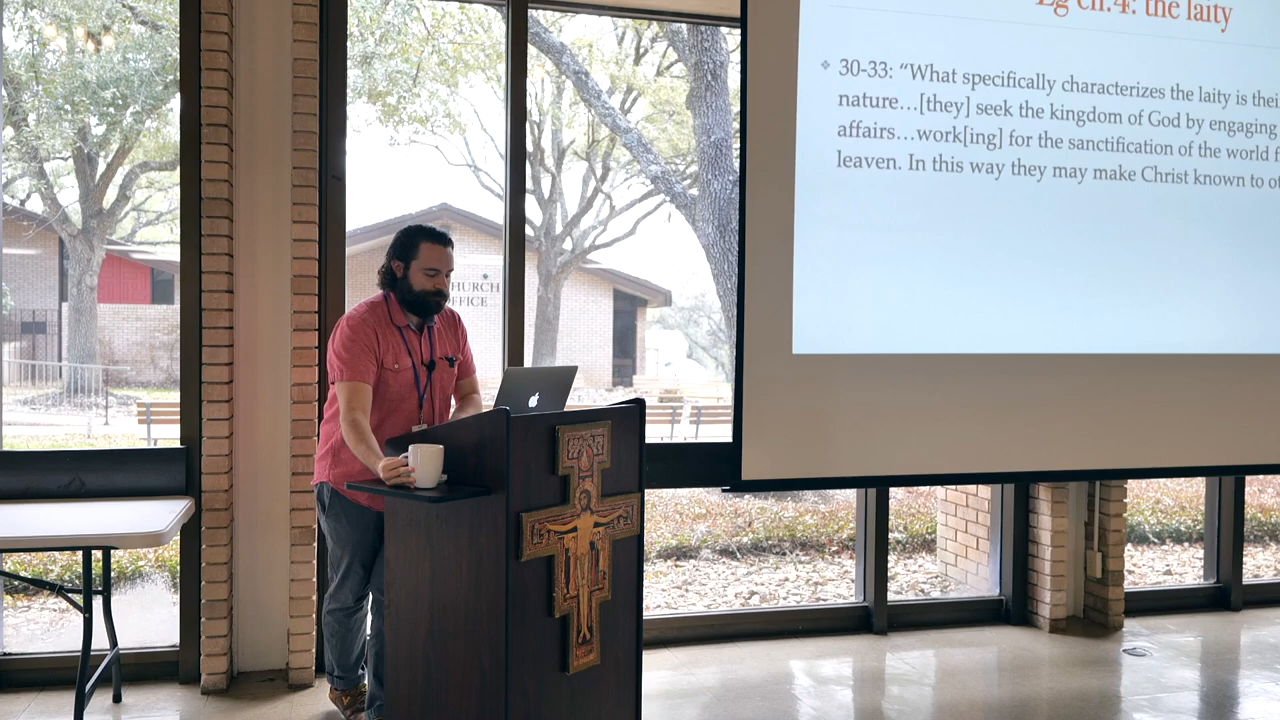 Lg ch.4: the laity
30-33: “What specifically characterizes the laity is thei
nature…[they] seek the kingdom of God by engaging
affairs…work[ing] for the sanctification of the world f
leaven. In this way they may make Christ known to ot
HURCH
OFFICE